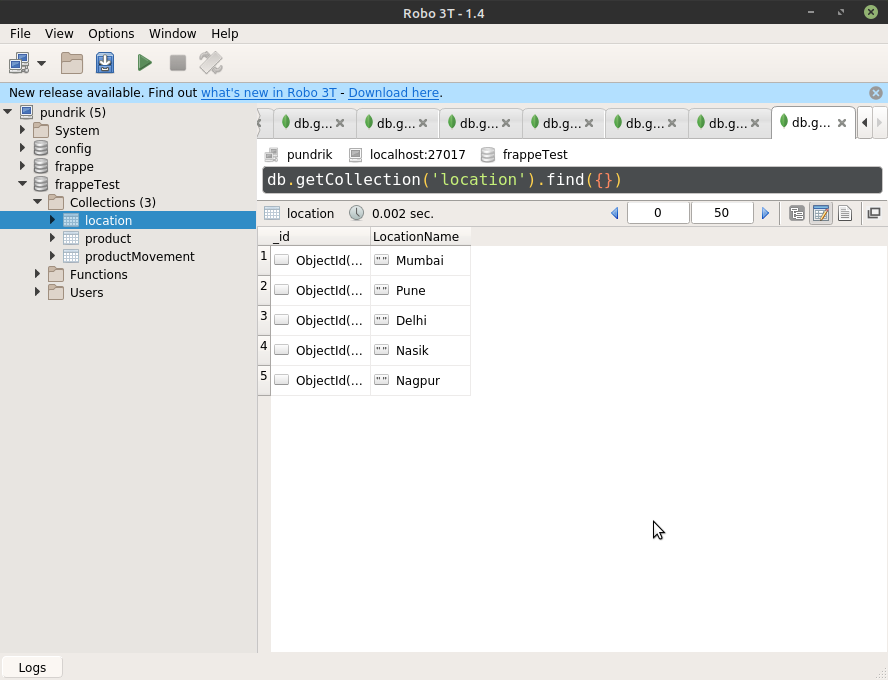 Robo 3T - 1.4
File View Options Window Help
New release available. Find out what's new in Robo 3T - Download here.
pundrik (5)
System
config
frappe
frappeTest
Collections (3)
location
product
productMovement
Functions
Users
db.g... db.g... db.g... db.g... db.g... db.g... db.g...
pundrik localhost:27017 frappeTest
db.getCollection('location').find({})
location 0.002 sec. 0 50
_id LocationName
1 ObjectId(... "" Mumbai
2 ObjectId(... "" Pune
3 ObjectId(... "" Delhi
4 ObjectId(... "" Nasik
5 ObjectId(... "" Nagpur
Logs